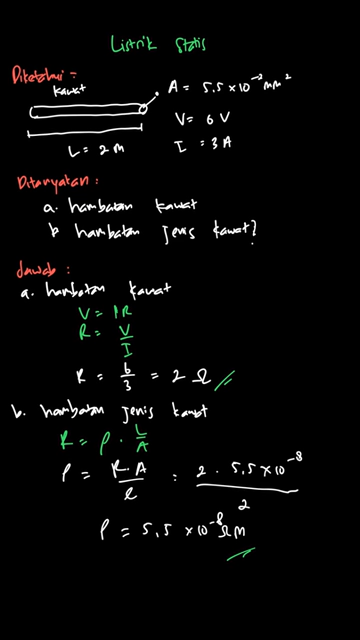 Listrik Statis
Diketahui:
kawat
A = 5.5 × 10⁻² mm²
V = 6 V
L = 2 m
I = 3 A
Ditanyakan:
a. hambatan kawat
b. hambatan jenis kawat?
Jawab:
a. hambatan kawat
V = IR
R = V/I
R = 6/3 = 2 Ω
b. hambatan jenis kawat
R = ρ · L/A
ρ = R.A/l = 2 . 5.5 × 10⁻⁸ / 2
ρ = 5.5 × 10⁻⁸ Ωm